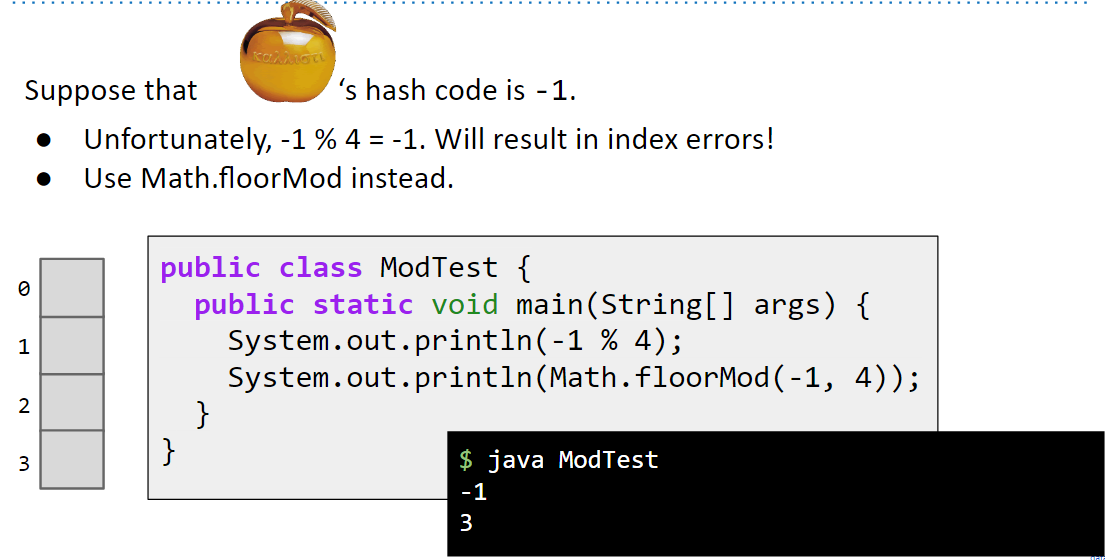 καλλιστι
Suppose that ‘s hash code is -1.
● Unfortunately, -1 % 4 = -1. Will result in index errors!
● Use Math.floorMod instead.
0
1
2
3
public class ModTest {
  public static void main(String[] args) {
    System.out.println(-1 % 4);
    System.out.println(Math.floorMod(-1, 4));
  }
}
$ java ModTest
-1
3